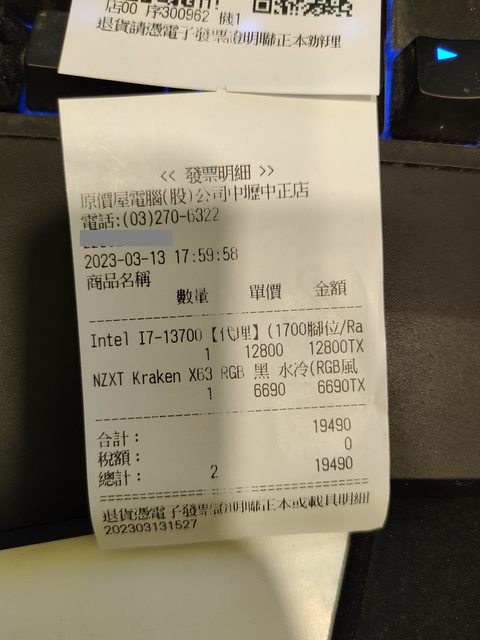 店00 序300962 機1
退貨請憑電子發票證明聯正本辦理
<< 發票明細 >>
原價屋電腦(股)公司中壢中正店
電話:(03)270-6322
2023-03-13 17:59:58
商品名稱
數量 單價 金額
Intel I7-13700【代理】(1700腳位/Ra
1 12800 12800TX
NZXT Kraken X63 RGB 黑 水冷(RGB風
1 6690 6690TX
合計: 19490
稅額: 0
總計: 2 19490
退貨憑電子發票證明聯正本或載具明細
202303131527